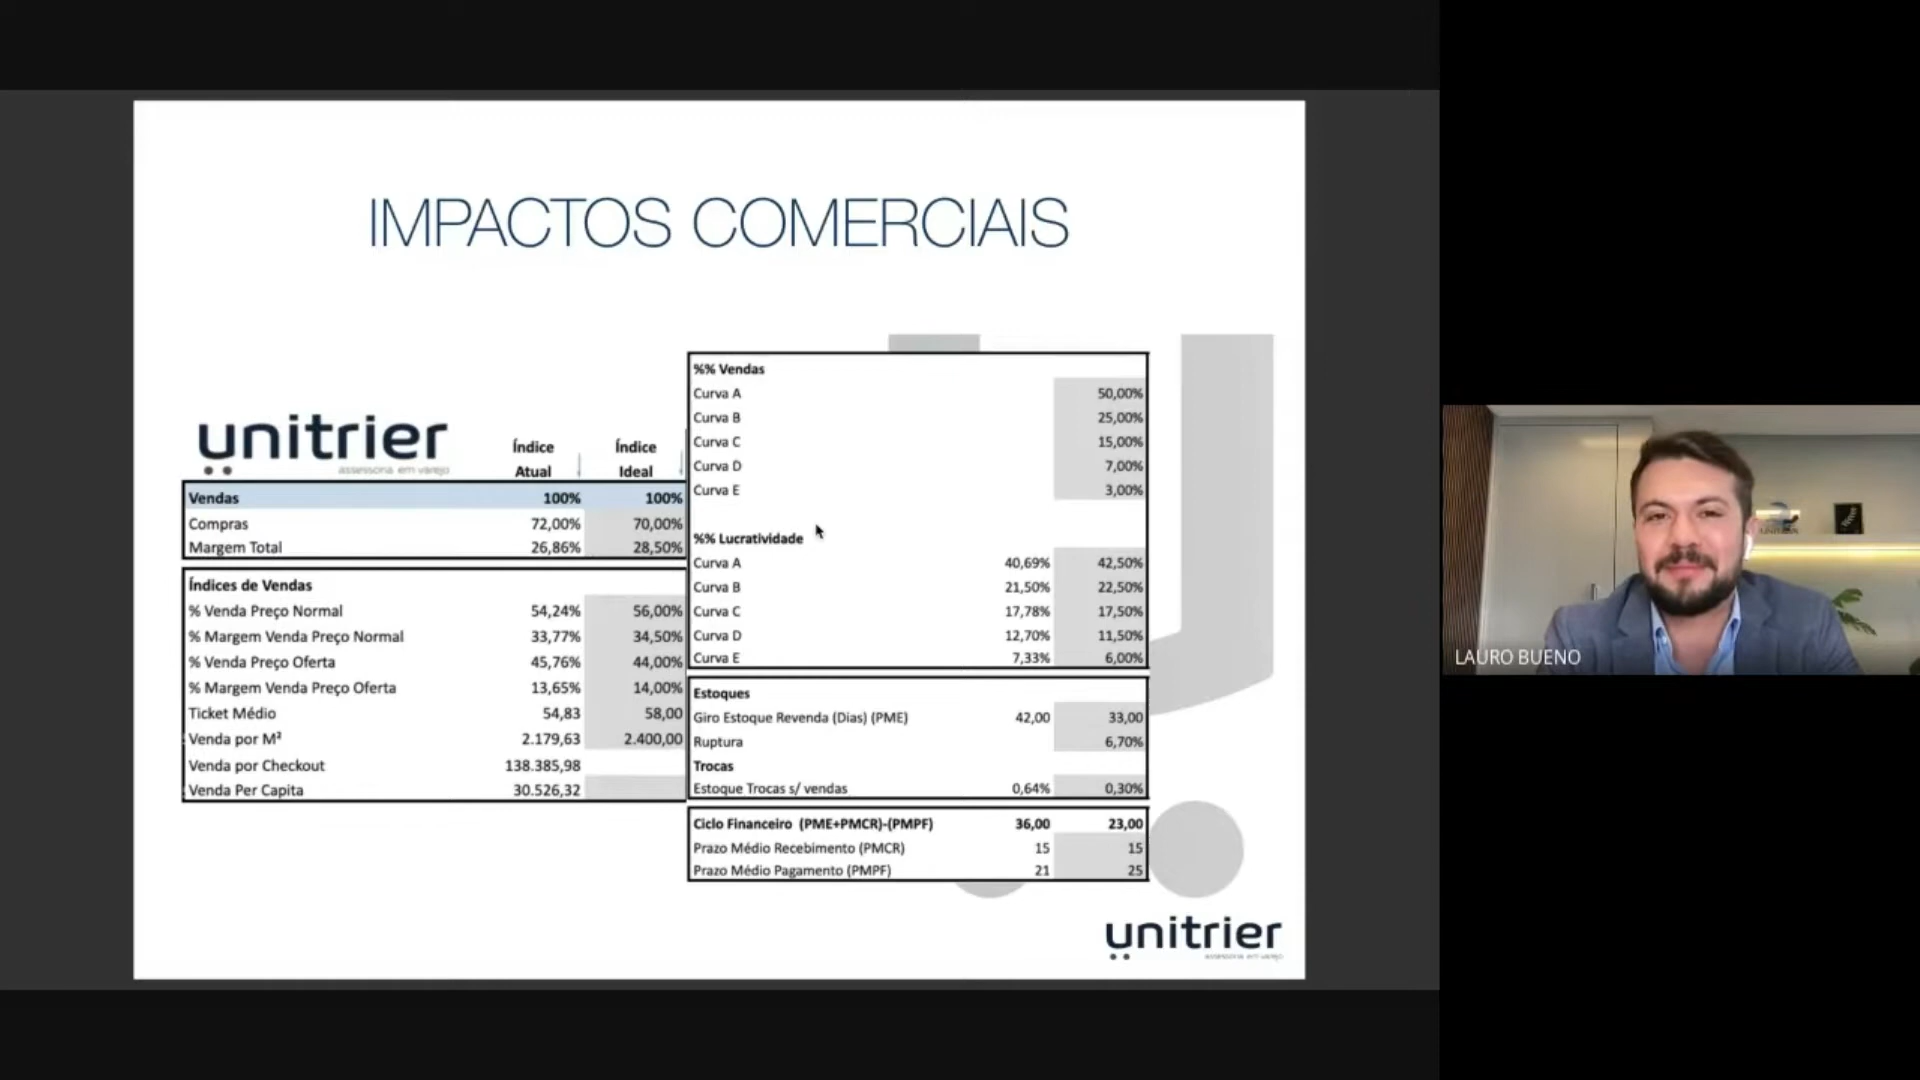 IMPACTOS COMERCIAIS
unitrier
assessoria em varejo
Índice Atual Índice Ideal
Vendas 100% 100%
Compras 72,00% 70,00%
Margem Total 26,86% 28,50%
Índices de Vendas
% Venda Preço Normal 54,24% 56,00%
% Margem Venda Preço Normal 33,77% 34,50%
% Venda Preço Oferta 45,76% 44,00%
% Margem Venda Preço Oferta 13,65% 14,00%
Ticket Médio 54,83 58,00
Venda por M² 2.179,63 2.400,00
Venda por Checkout 138.385,98
Venda Per Capita 30.526,32
%% Vendas
Curva A 50,00%
Curva B 25,00%
Curva C 15,00%
Curva D 7,00%
Curva E 3,00%
%% Lucratividade
Curva A 40,69% 42,50%
Curva B 21,50% 22,50%
Curva C 17,78% 17,50%
Curva D 12,70% 11,50%
Curva E 7,33% 6,00%
Estoques
Giro Estoque Revenda (Dias) (PME) 42,00 33,00
Ruptura 6,70%
Trocas
Estoque Trocas s/ vendas 0,64% 0,30%
Ciclo Financeiro (PME+PMCR)-(PMPF) 36,00 23,00
Prazo Médio Recebimento (PMCR) 15 15
Prazo Médio Pagamento (PMPF) 21 25
unitrier
assessoria em varejo
LAURO BUENO